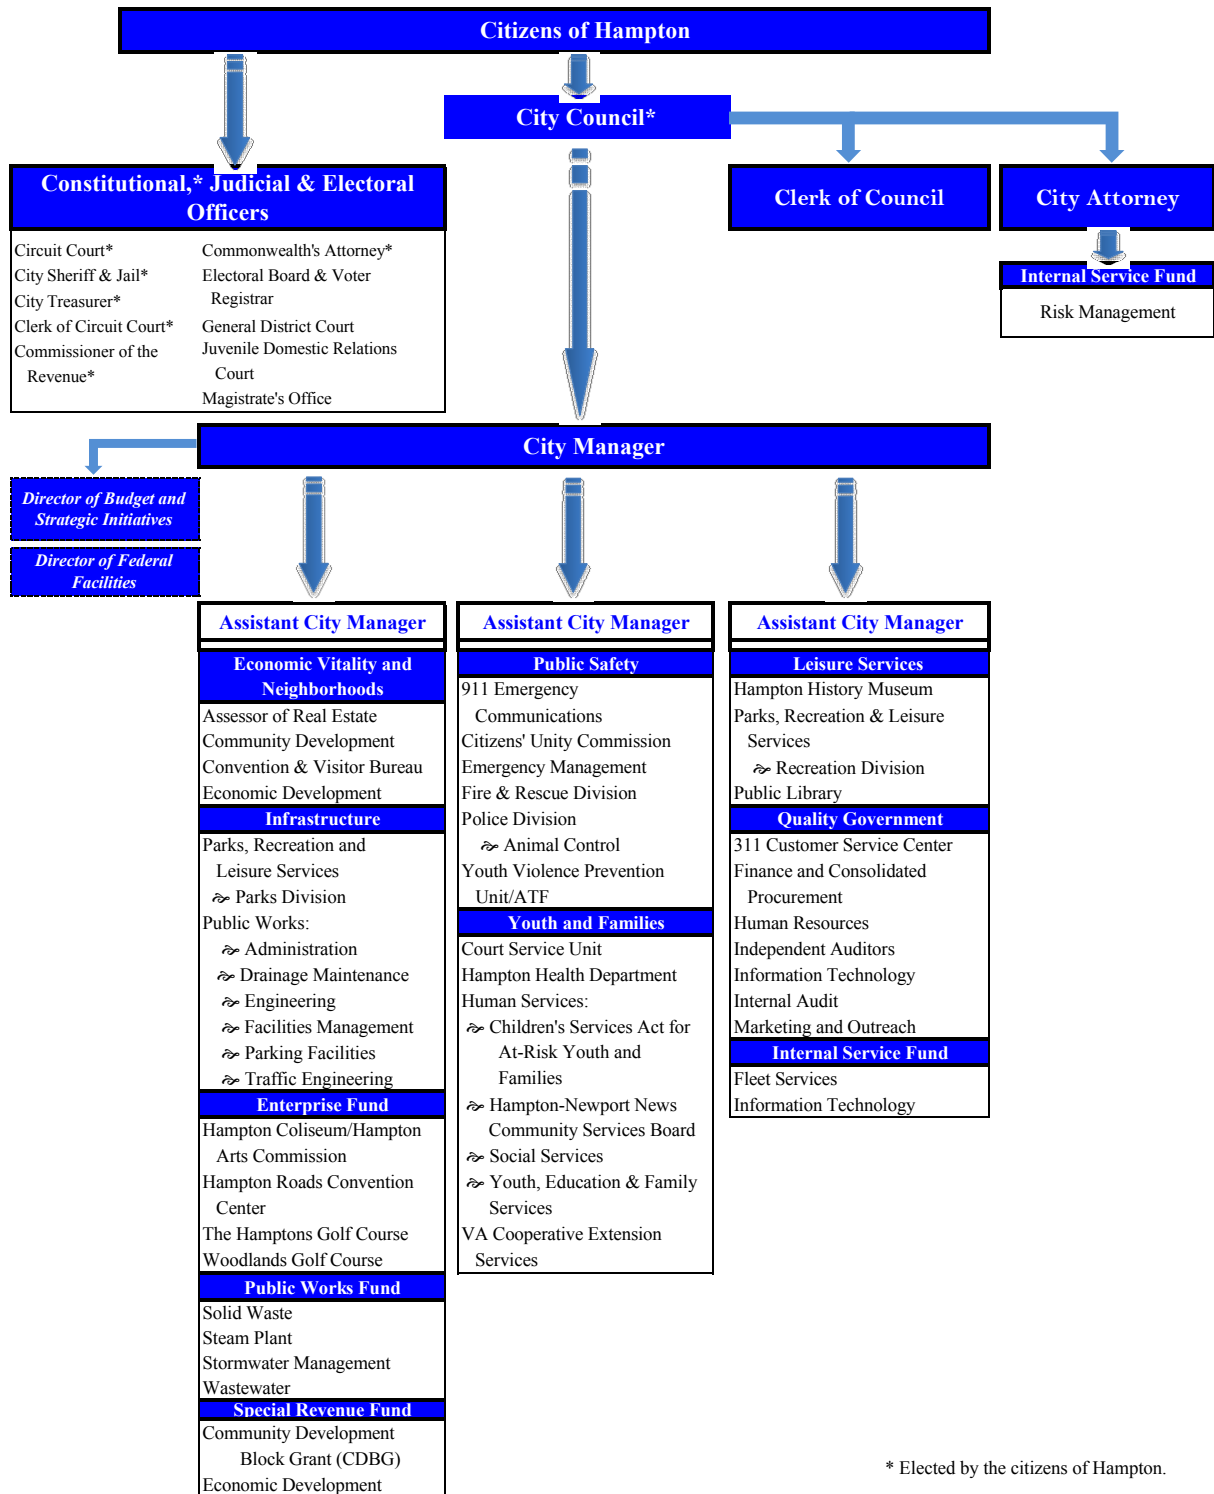 Citizens of Hampton
City Council*
Constitutional,* Judicial & Electoral
Officers
Clerk of Council
City Attorney
Circuit Court*
City Sheriff & Jail*
City Treasurer*
Clerk of Circuit Court*
Commissioner of the
Revenue*
Commonwealth's Attorney*
Electoral Board & Voter
Registrar
General District Court
Juvenile Domestic Relations
Court
Magistrate's Office
Internal Service Fund
Risk Management
City Manager
Director of Budget and
Strategic Initiatives
Director of Federal
Facilities
Assistant City Manager
Economic Vitality and
Neighborhoods
Assessor of Real Estate
Community Development
Convention & Visitor Bureau
Economic Development
Infrastructure
Parks, Recreation and
Leisure Services
Parks Division
Public Works:
Administration
Drainage Maintenance
Engineering
Facilities Management
Parking Facilities
Traffic Engineering
Enterprise Fund
Hampton Coliseum/Hampton
Arts Commission
Hampton Roads Convention
Center
The Hamptons Golf Course
Woodlands Golf Course
Public Works Fund
Solid Waste
Steam Plant
Stormwater Management
Wastewater
Special Revenue Fund
Community Development
Block Grant (CDBG)
Economic Development
Assistant City Manager
Public Safety
911 Emergency
Communications
Citizens' Unity Commission
Emergency Management
Fire & Rescue Division
Police Division
Animal Control
Youth Violence Prevention
Unit/ATF
Youth and Families
Court Service Unit
Hampton Health Department
Human Services:
Children's Services Act for
At-Risk Youth and
Families
Hampton-Newport News
Community Services Board
Social Services
Youth, Education & Family
Services
VA Cooperative Extension
Services
Assistant City Manager
Leisure Services
Hampton History Museum
Parks, Recreation & Leisure
Services
Recreation Division
Public Library
Quality Government
311 Customer Service Center
Finance and Consolidated
Procurement
Human Resources
Independent Auditors
Information Technology
Internal Audit
Marketing and Outreach
Internal Service Fund
Fleet Services
Information Technology
* Elected by the citizens of Hampton.